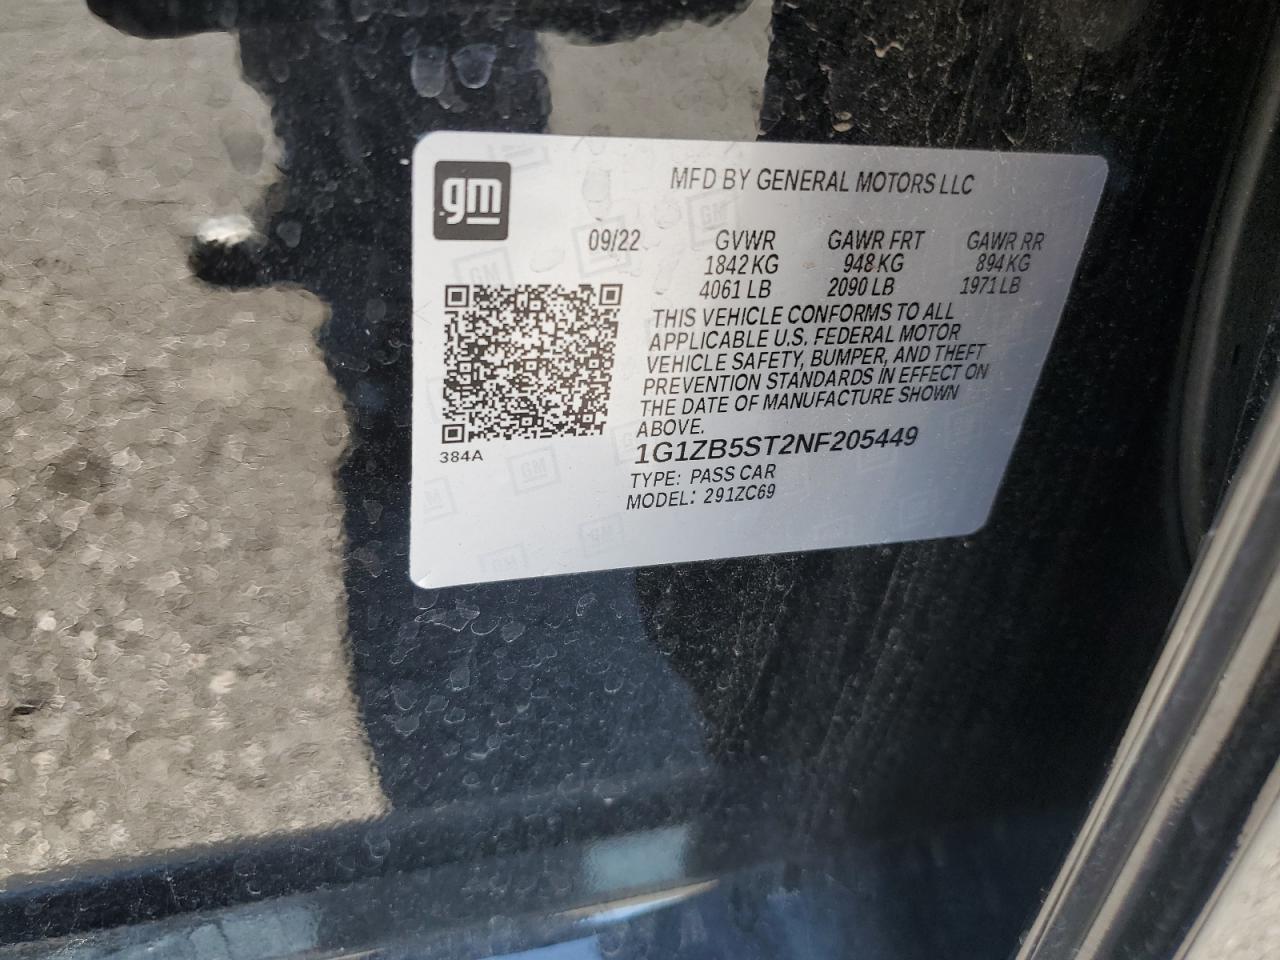 gm
MFD BY GENERAL MOTORS LLC
09/22 GVWR GAWR FRT GAWR RR
1842 KG 948 KG 894 KG
4061 LB 2090 LB 1971 LB
THIS VEHICLE CONFORMS TO ALL
APPLICABLE U.S. FEDERAL MOTOR
VEHICLE SAFETY, BUMPER, AND THEFT
PREVENTION STANDARDS IN EFFECT ON
THE DATE OF MANUFACTURE SHOWN
ABOVE.
384A
1G1ZB5ST2NF205449
TYPE: PASS CAR
MODEL: 291ZC69